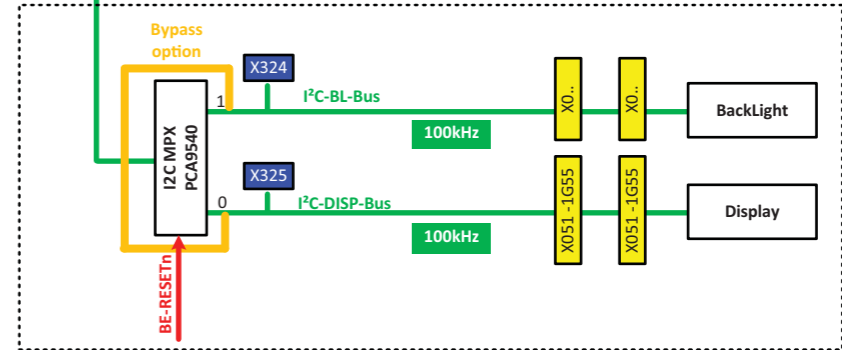 Bypass
option
X324
1
I²C-BL-Bus
100kHz
X0..
X0..
BackLight
I2C MPX
PCA9540
X325
0
I²C-DISP-Bus
100kHz
X051 -1G55
X051 -1G55
Display
BE-RESETn